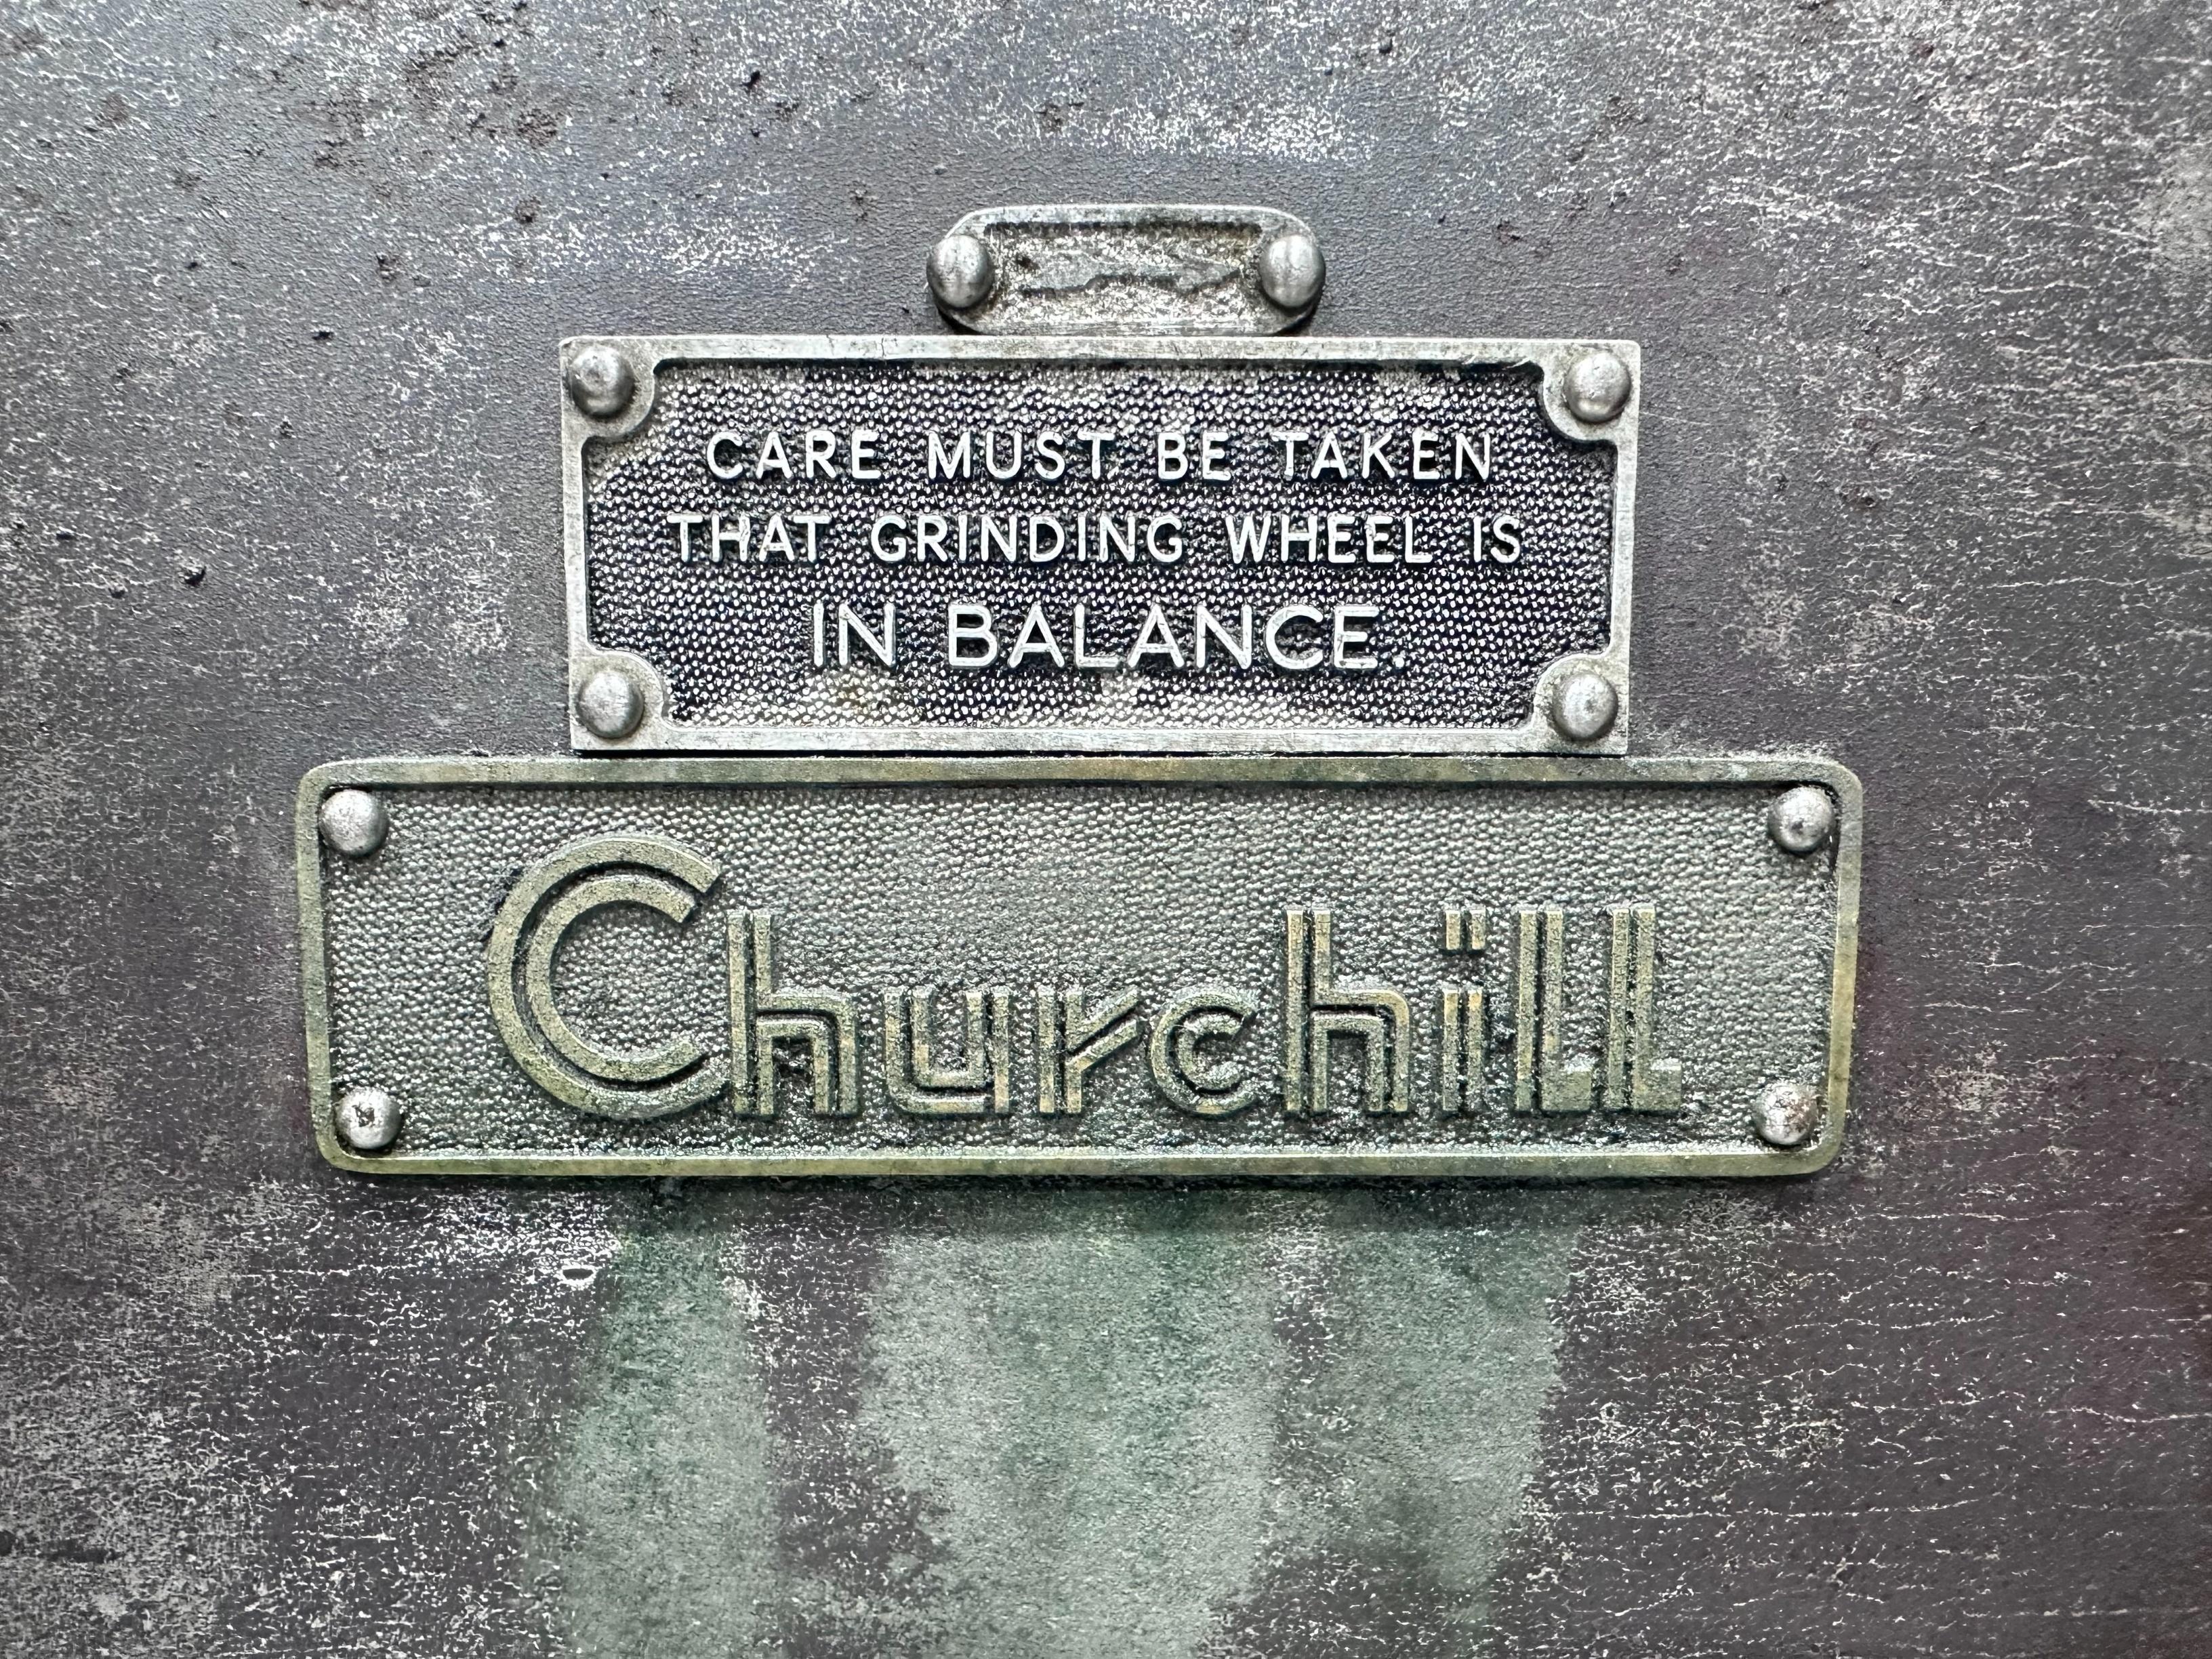 CARE MUST BE TAKEN
THAT GRINDING WHEEL IS
IN BALANCE.
Churchill